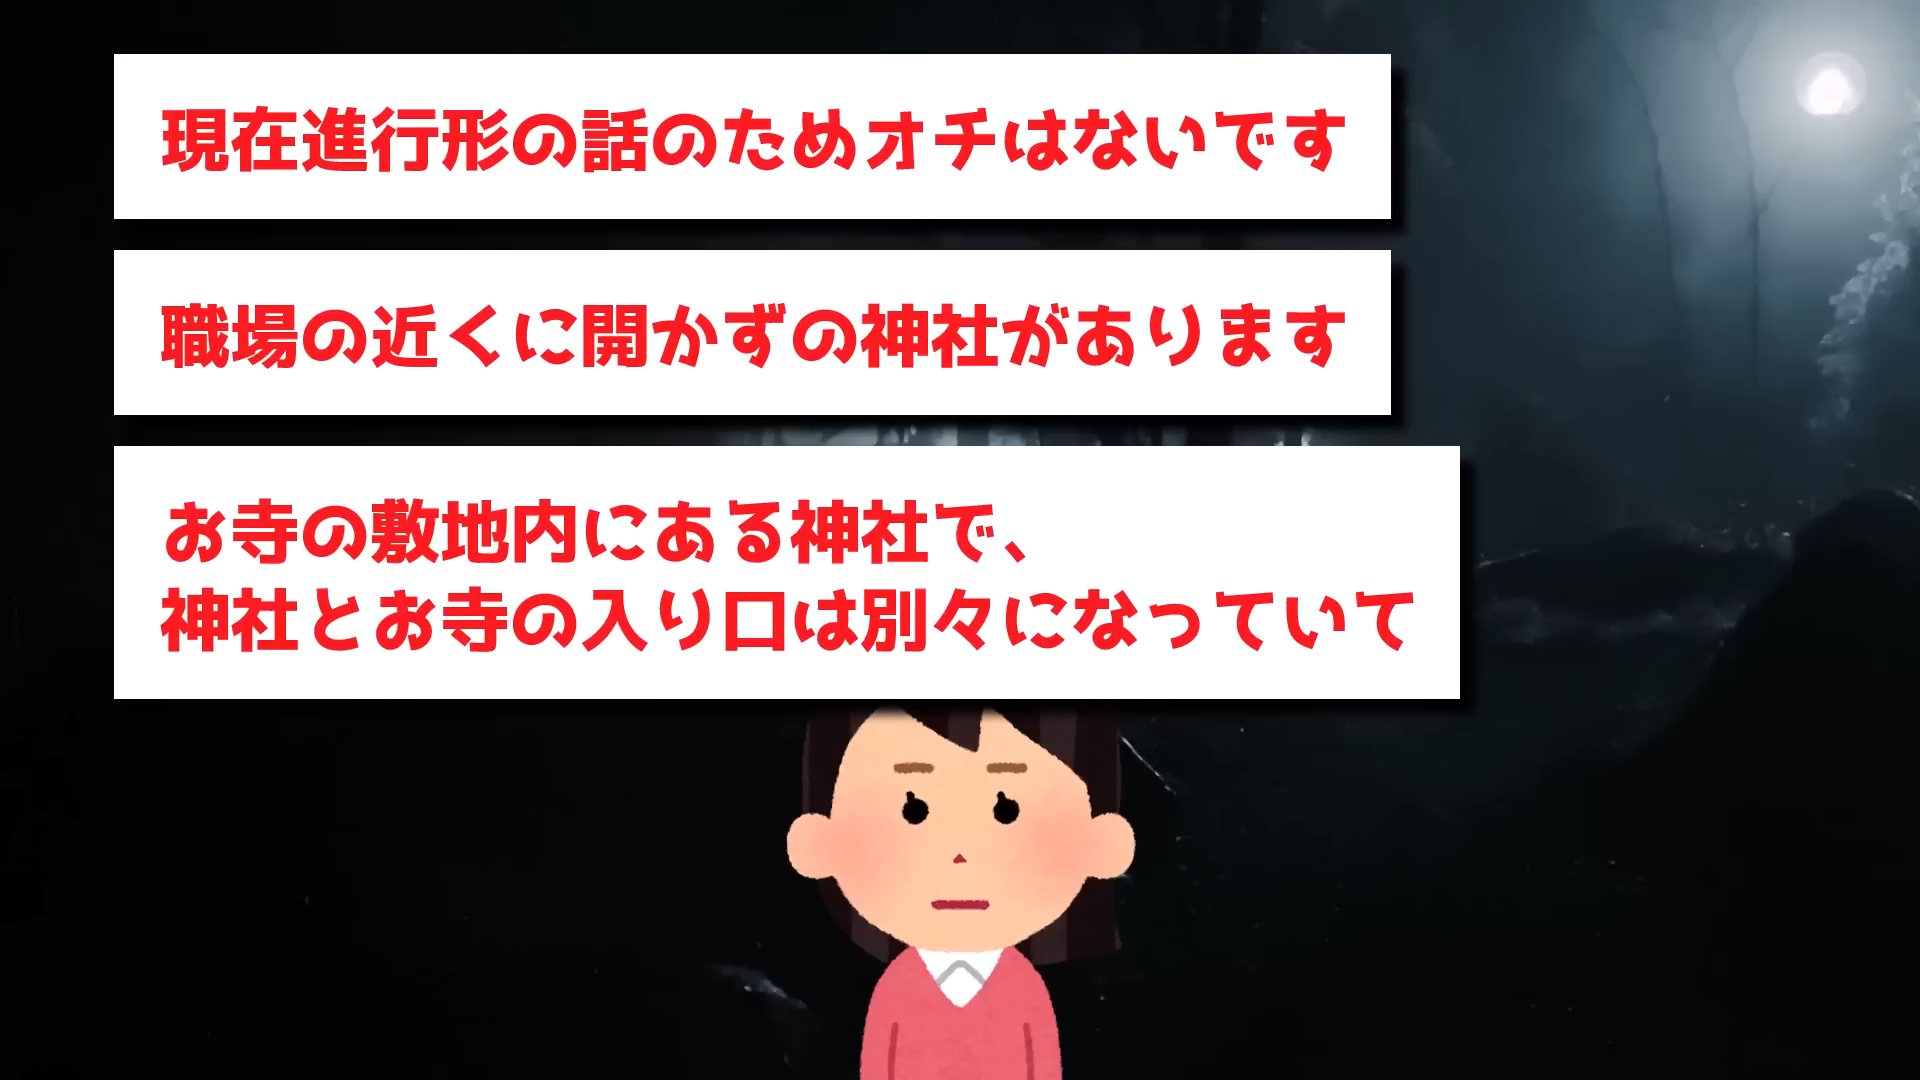 現在進行形の話のためオチはないです
職場の近くに開かずの神社があります
お寺の敷地内にある神社で、
神社とお寺の入り口は別々になっていて